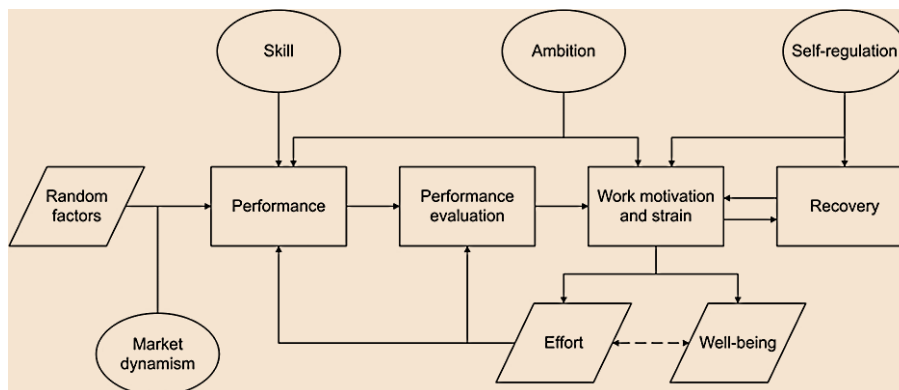 Skill
Ambition
Self-regulation
Random
factors
Performance
Performance
evaluation
Work motivation
and strain
Recovery
Market
dynamism
Effort
Well-being